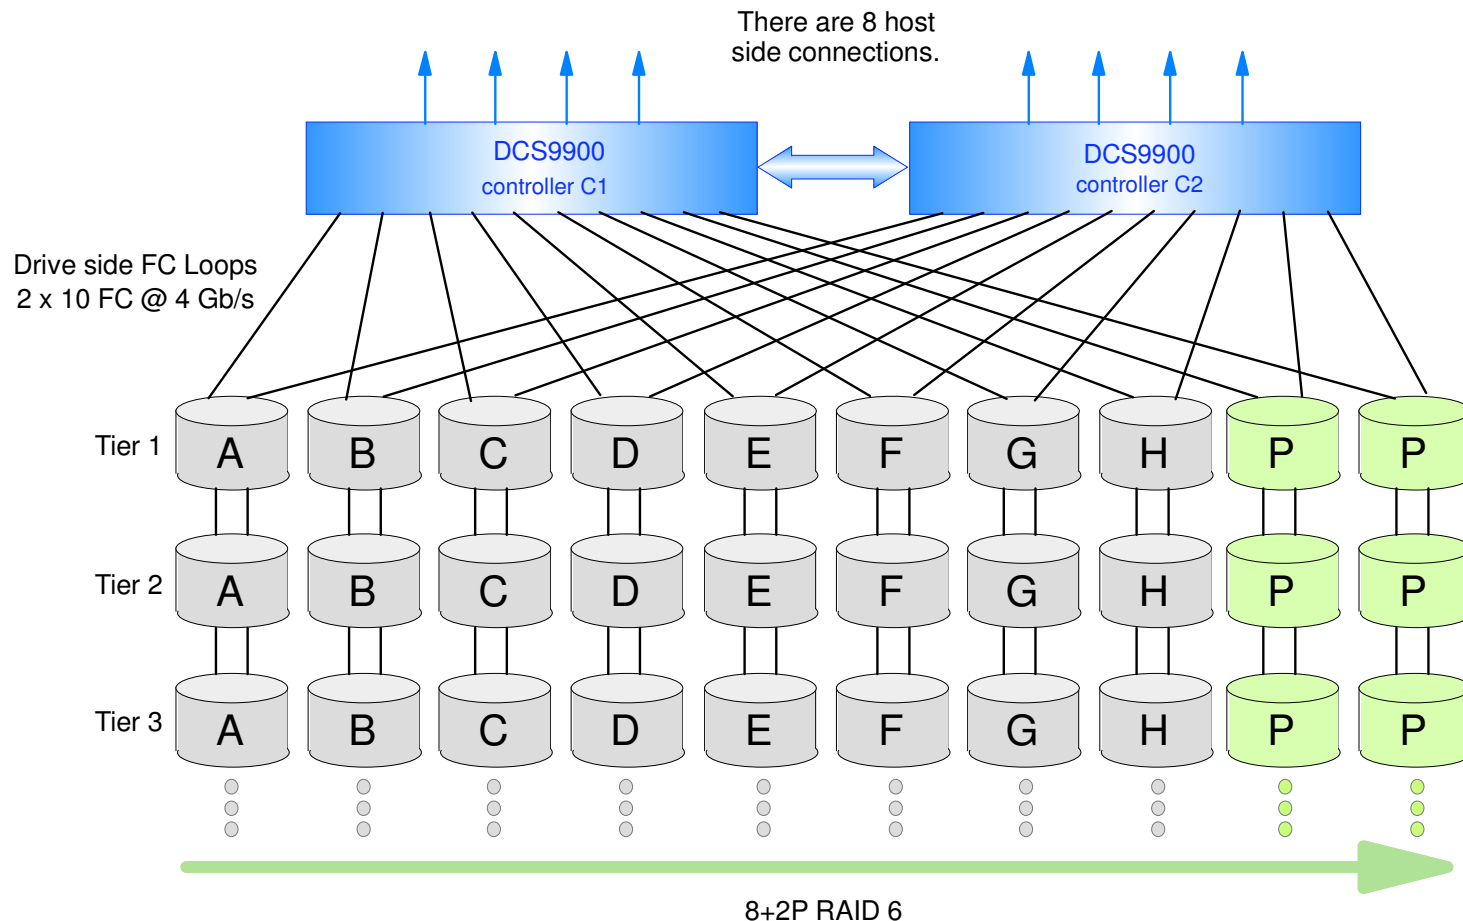 There are 8 host
side connections.
DCS9900
controller C1
DCS9900
controller C2
Drive side FC Loops
2 x 10 FC @ 4 Gb/s
Tier 1
A B C D E F G H P P
Tier 2
A B C D E F G H P P
Tier 3
A B C D E F G H P P
8+2P RAID 6